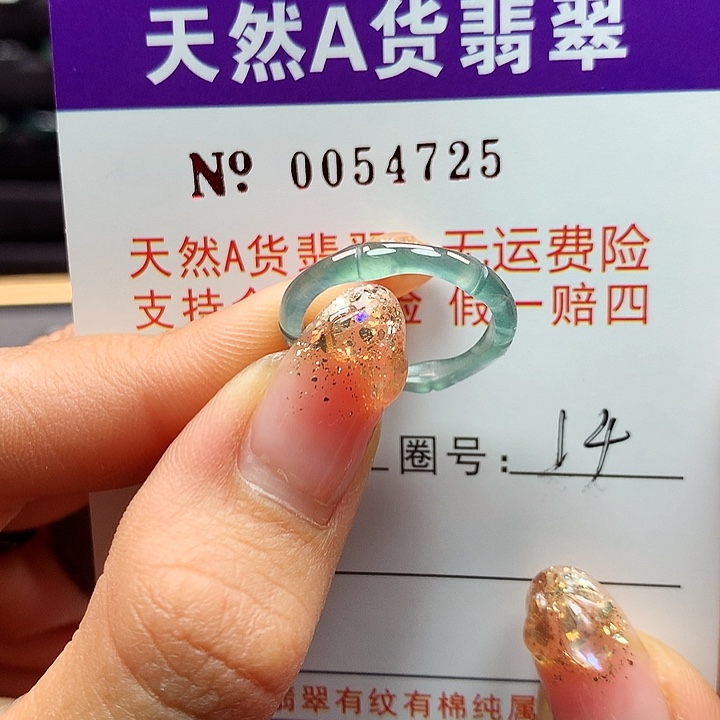 天然A货翡翠
Nº 0054725
天然A货翡 无运费险
支持 假一赔四
圈号: 14
翡翠有纹有棉纯属